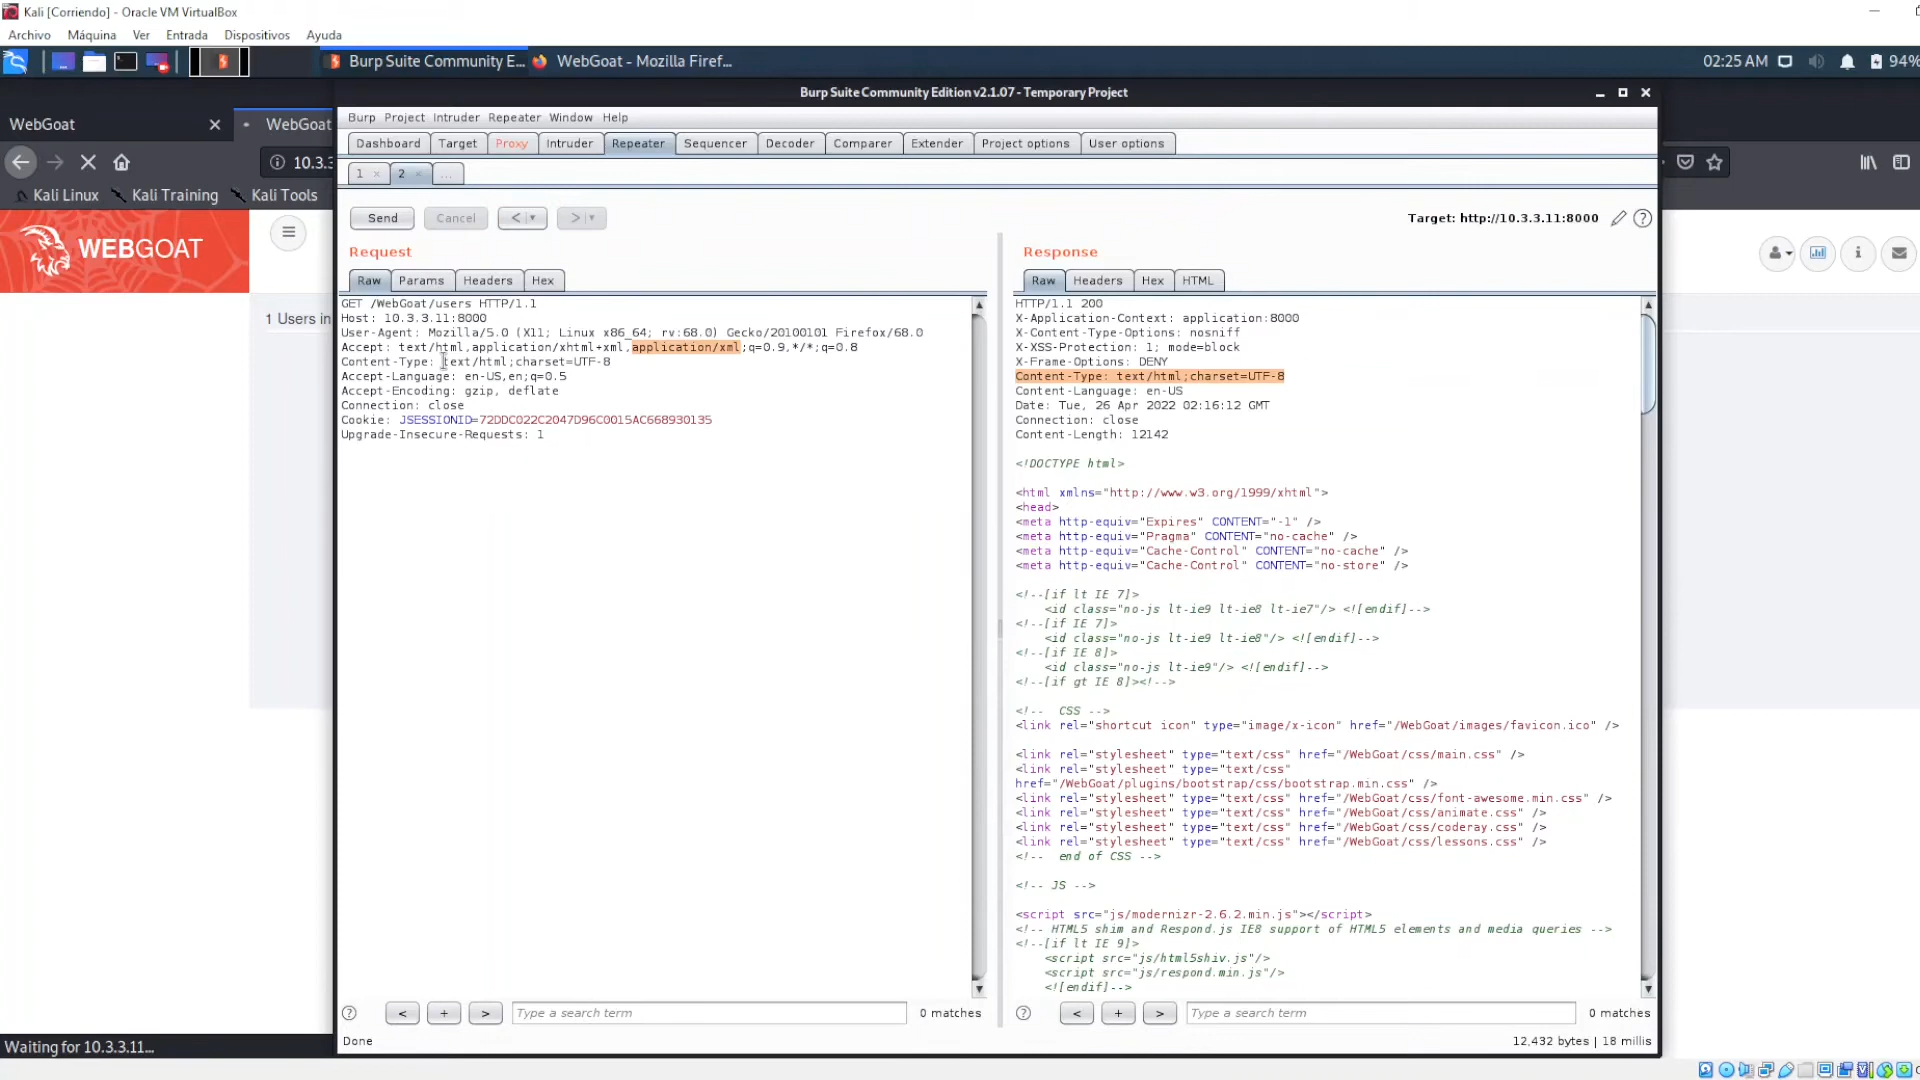 Kali [Corriendo] - Oracle VM VirtualBox
Archivo Máquina Ver Entrada Dispositivos Ayuda
Burp Suite Community E... WebGoat - Mozilla Firef... 02:25 AM 94%
Burp Suite Community Edition v2.1.07 - Temporary Project
WebGoat WebGoat
Burp Project Intruder Repeater Window Help
Dashboard Target Proxy Intruder Repeater Sequencer Decoder Comparer Extender Project options User options
10.3.3
1 2 ...
Kali Linux Kali Training Kali Tools
Send Cancel < > Target: http://10.3.3.11:8000
WEBGOAT
1 Users in
Request
Raw Params Headers Hex
GET /WebGoat/users HTTP/1.1
Host: 10.3.3.11:8000
User-Agent: Mozilla/5.0 (X11; Linux x86_64; rv:68.0) Gecko/20100101 Firefox/68.0
Accept: text/html,application/xhtml+xml,application/xml;q=0.9,*/*;q=0.8
Content-Type: text/html;charset=UTF-8
Accept-Language: en-US,en;q=0.5
Accept-Encoding: gzip, deflate
Connection: close
Cookie: JSESSIONID=72DDC022C2047D96C0015AC668930135
Upgrade-Insecure-Requests: 1
Response
Raw Headers Hex HTML
HTTP/1.1 200
X-Application-Context: application:8000
X-Content-Type-Options: nosniff
X-XSS-Protection: 1; mode=block
X-Frame-Options: DENY
Content-Type: text/html;charset=UTF-8
Content-Language: en-US
Date: Tue, 26 Apr 2022 02:16:12 GMT
Connection: close
Content-Length: 12142
<!DOCTYPE html>
<html xmlns="http://www.w3.org/1999/xhtml">
<head>
<meta http-equiv="Expires" CONTENT="-1" />
<meta http-equiv="Pragma" CONTENT="no-cache" />
<meta http-equiv="Cache-Control" CONTENT="no-cache" />
<meta http-equiv="Cache-Control" CONTENT="no-store" />
<!--[if lt IE 7]>
<id class="no-js lt-ie9 lt-ie8 lt-ie7"/> <![endif]-->
<!--[if IE 7]>
<id class="no-js lt-ie9 lt-ie8"/> <![endif]-->
<!--[if IE 8]>
<id class="no-js lt-ie9"/> <![endif]-->
<!--[if gt IE 8]><!-->
<!-- CSS -->
<link rel="shortcut icon" type="image/x-icon" href="/WebGoat/images/favicon.ico" />
<link rel="stylesheet" type="text/css" href="/WebGoat/css/main.css" />
<link rel="stylesheet" type="text/css"
href="/WebGoat/plugins/bootstrap/css/bootstrap.min.css" />
<link rel="stylesheet" type="text/css" href="/WebGoat/css/font-awesome.min.css" />
<link rel="stylesheet" type="text/css" href="/WebGoat/css/animate.css" />
<link rel="stylesheet" type="text/css" href="/WebGoat/css/coderay.css" />
<link rel="stylesheet" type="text/css" href="/WebGoat/css/lessons.css" />
<!-- end of CSS -->
<!-- JS -->
<script src="js/modernizr-2.6.2.min.js"></script>
<!-- HTML5 shim and Respond.js IE8 support of HTML5 elements and media queries -->
<!--[if lt IE 9]>
<script src="js/html5shiv.js"/>
<script src="js/respond.min.js"/>
<![endif]-->
? < + > Type a search term 0 matches
? < + > Type a search term 0 matches
Done
12,432 bytes | 18 millis
Waiting for 10.3.3.11...